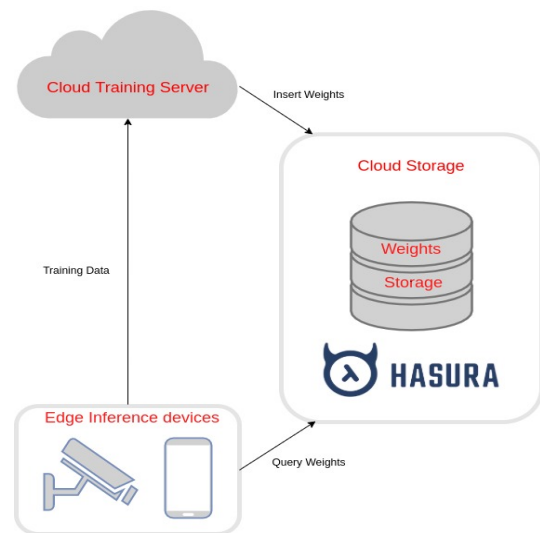 Cloud Training Server
Insert Weights
Cloud Storage
Weights
Storage
Training Data
HASURA
Edge Inference devices
Query Weights